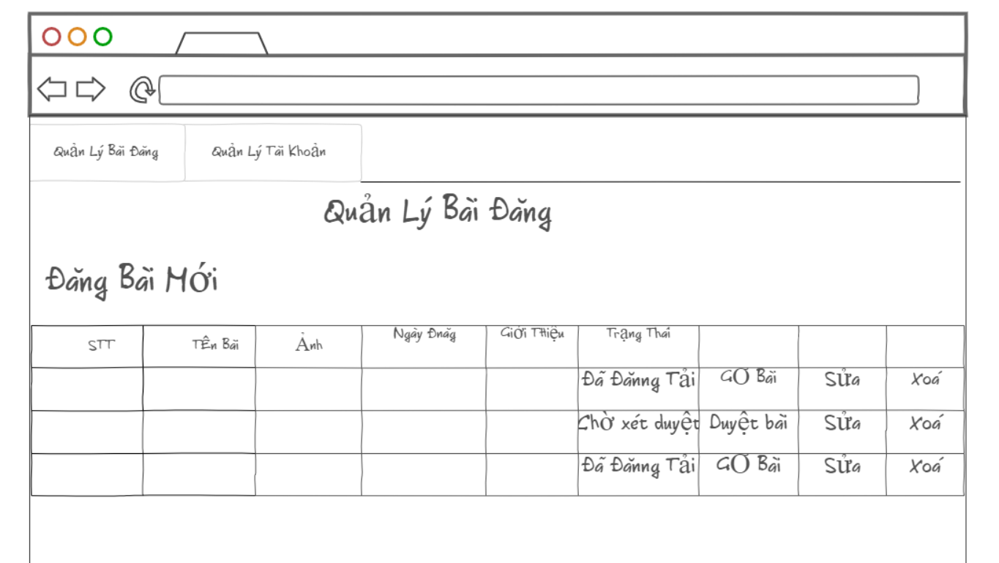 Quản Lý Bài Đăng
Quản Lý Tài Khoản
Quản Lý Bài Đăng
Đăng Bài Mới
STT TÊn Bài Ảnh Ngày Đnăg Giới Thiệu Trạng Thái
Đã Đănng Tải GỠ Bài Sửa Xoá
Chờ xét duyệt Duyệt bài Sửa Xoá
Đã Đănng Tải GỠ Bài Sửa Xoá